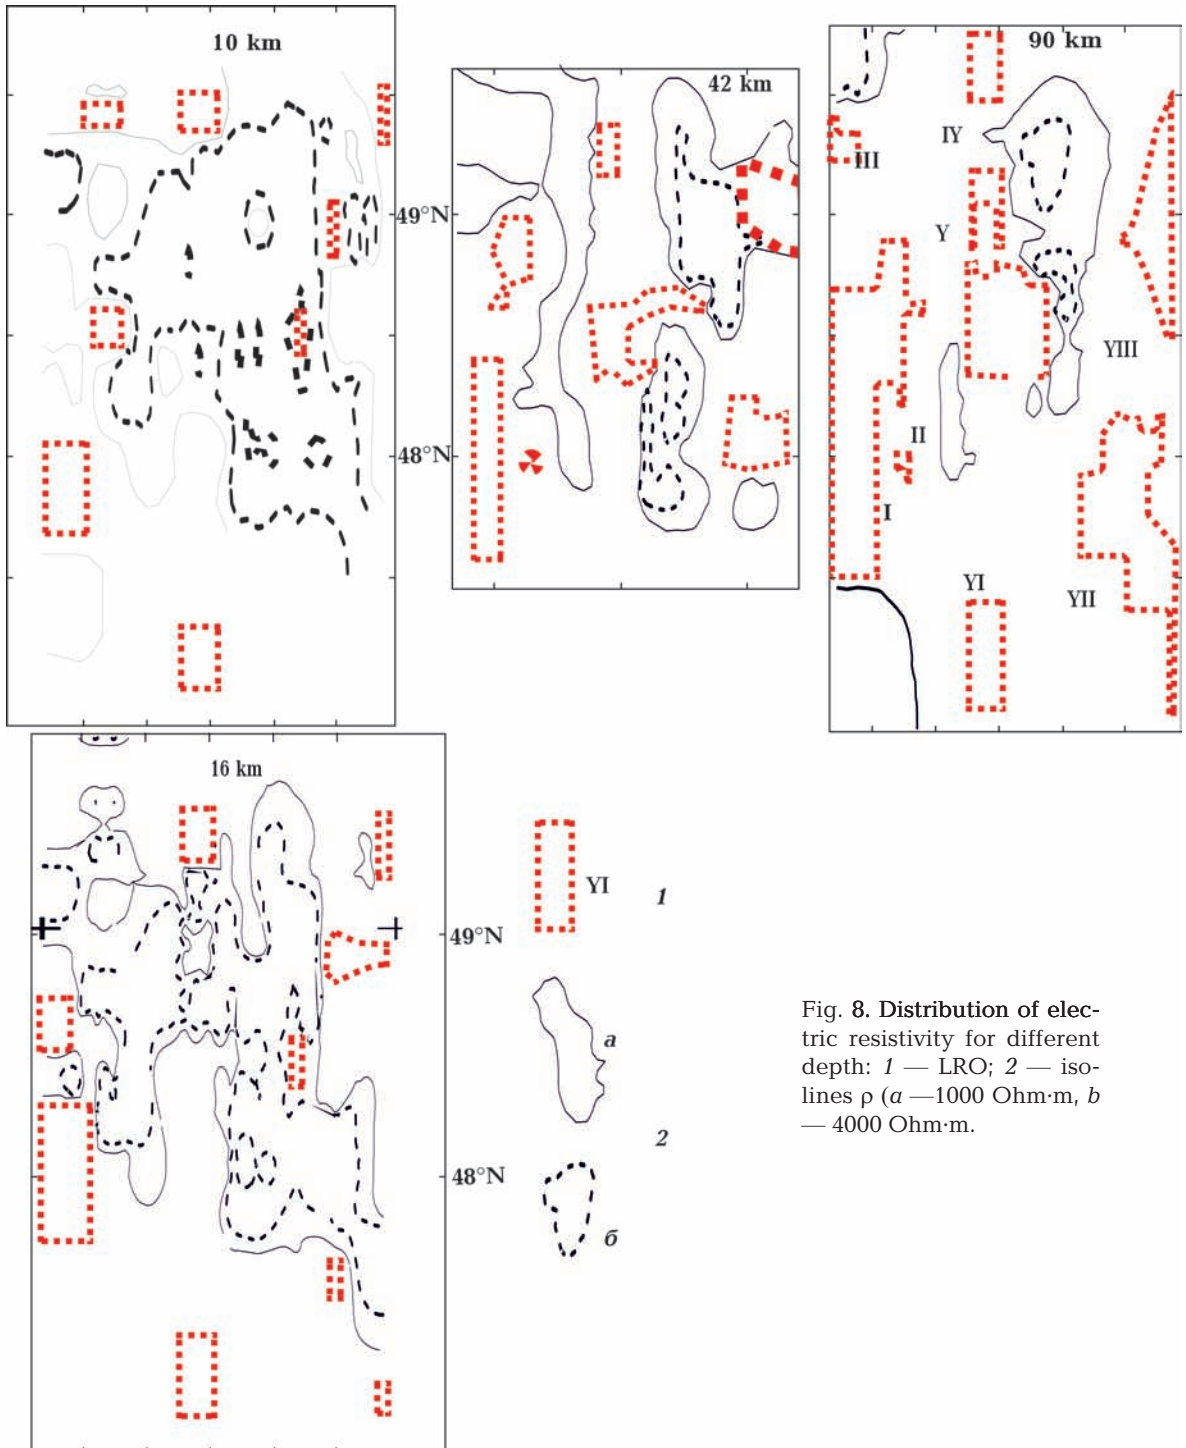 10 km
42 km
90 km
IY
III
49°N
Y
YIII
48°N
II
I
YI
YII
16 km
YI
1
49°N
a
2
48°N
б
Fig. 8. Distribution of elec-
tric resistivity for different
depth: 1 — LRO; 2 — iso-
lines ρ (a —1000 Ohm·m, b
— 4000 Ohm·m.